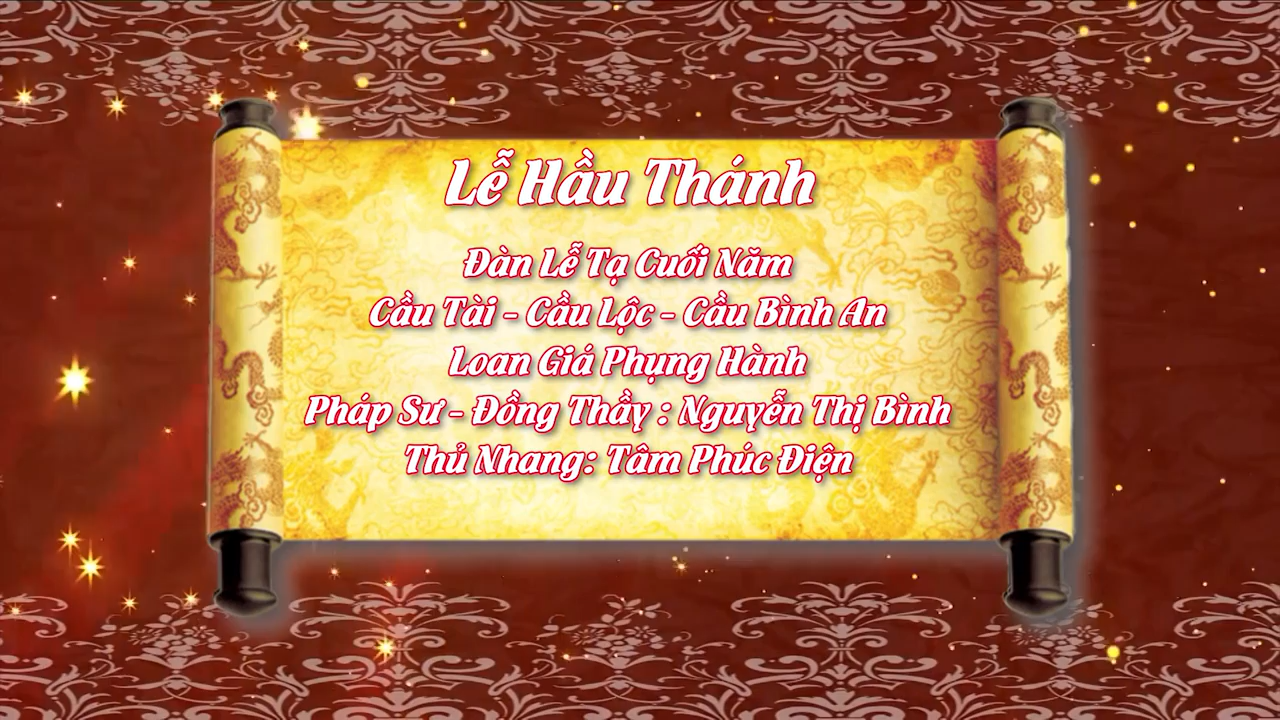 Lễ Hầu Thánh
Đàn Lễ Tạ Cuối Năm
Cầu Tài - Cầu Lộc - Cầu Bình An
Loan Giá Phụng Hành
Pháp Sư - Đồng Thầy : Nguyễn Thị Bình
Thủ Nhang: Tâm Phúc Điện